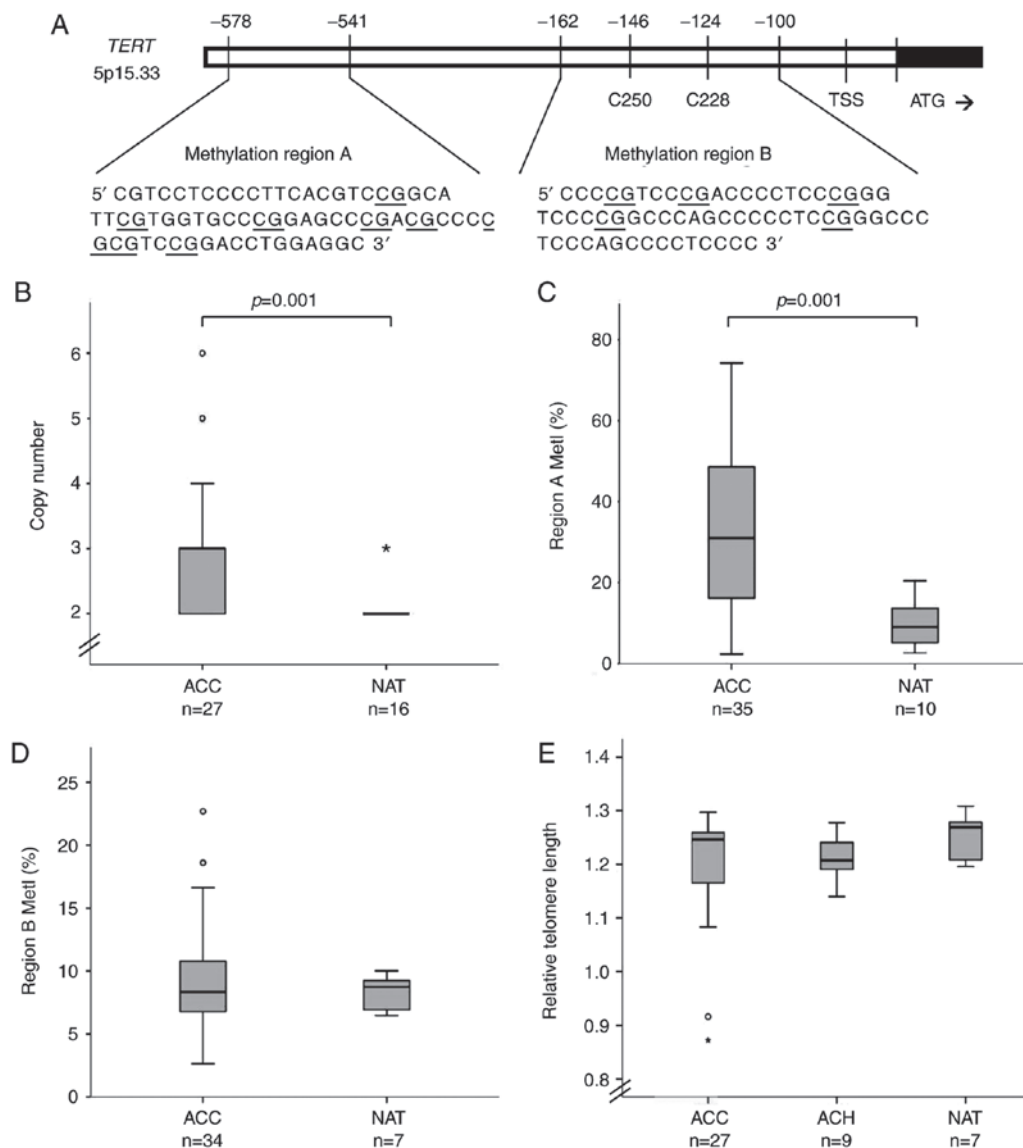 A
TERT
5p15.33
−578 −541 −162 −146 −124 −100
C250 C228 TSS ATG →
Methylation region A
5′ CGTCCTCCCCTTCACGTCCGGCA
TTCGTGGTGCCCGGAGCCCGACGCCCC
GCGTCCGGACCTGGAGGC 3′
Methylation region B
5′ CCCCGTCCCGACCCCTCCCGGG
TCCCCGGCCCAGCCCCCTCCGGGCCC
TCCCAGCCCCTCCCC 3′
B
p=0.001
Copy number
6
5
4
3
2
*
ACC NAT
n=27 n=16
C
p=0.001
Region A MetI (%)
80
60
40
20
0
ACC NAT
n=35 n=10
D
Region B MetI (%)
25
20
15
10
5
0
ACC NAT
n=34 n=7
E
Relative telomere length
1.4
1.3
1.2
1.1
1.0
0.9
0.8
*
ACC ACH NAT
n=27 n=9 n=7